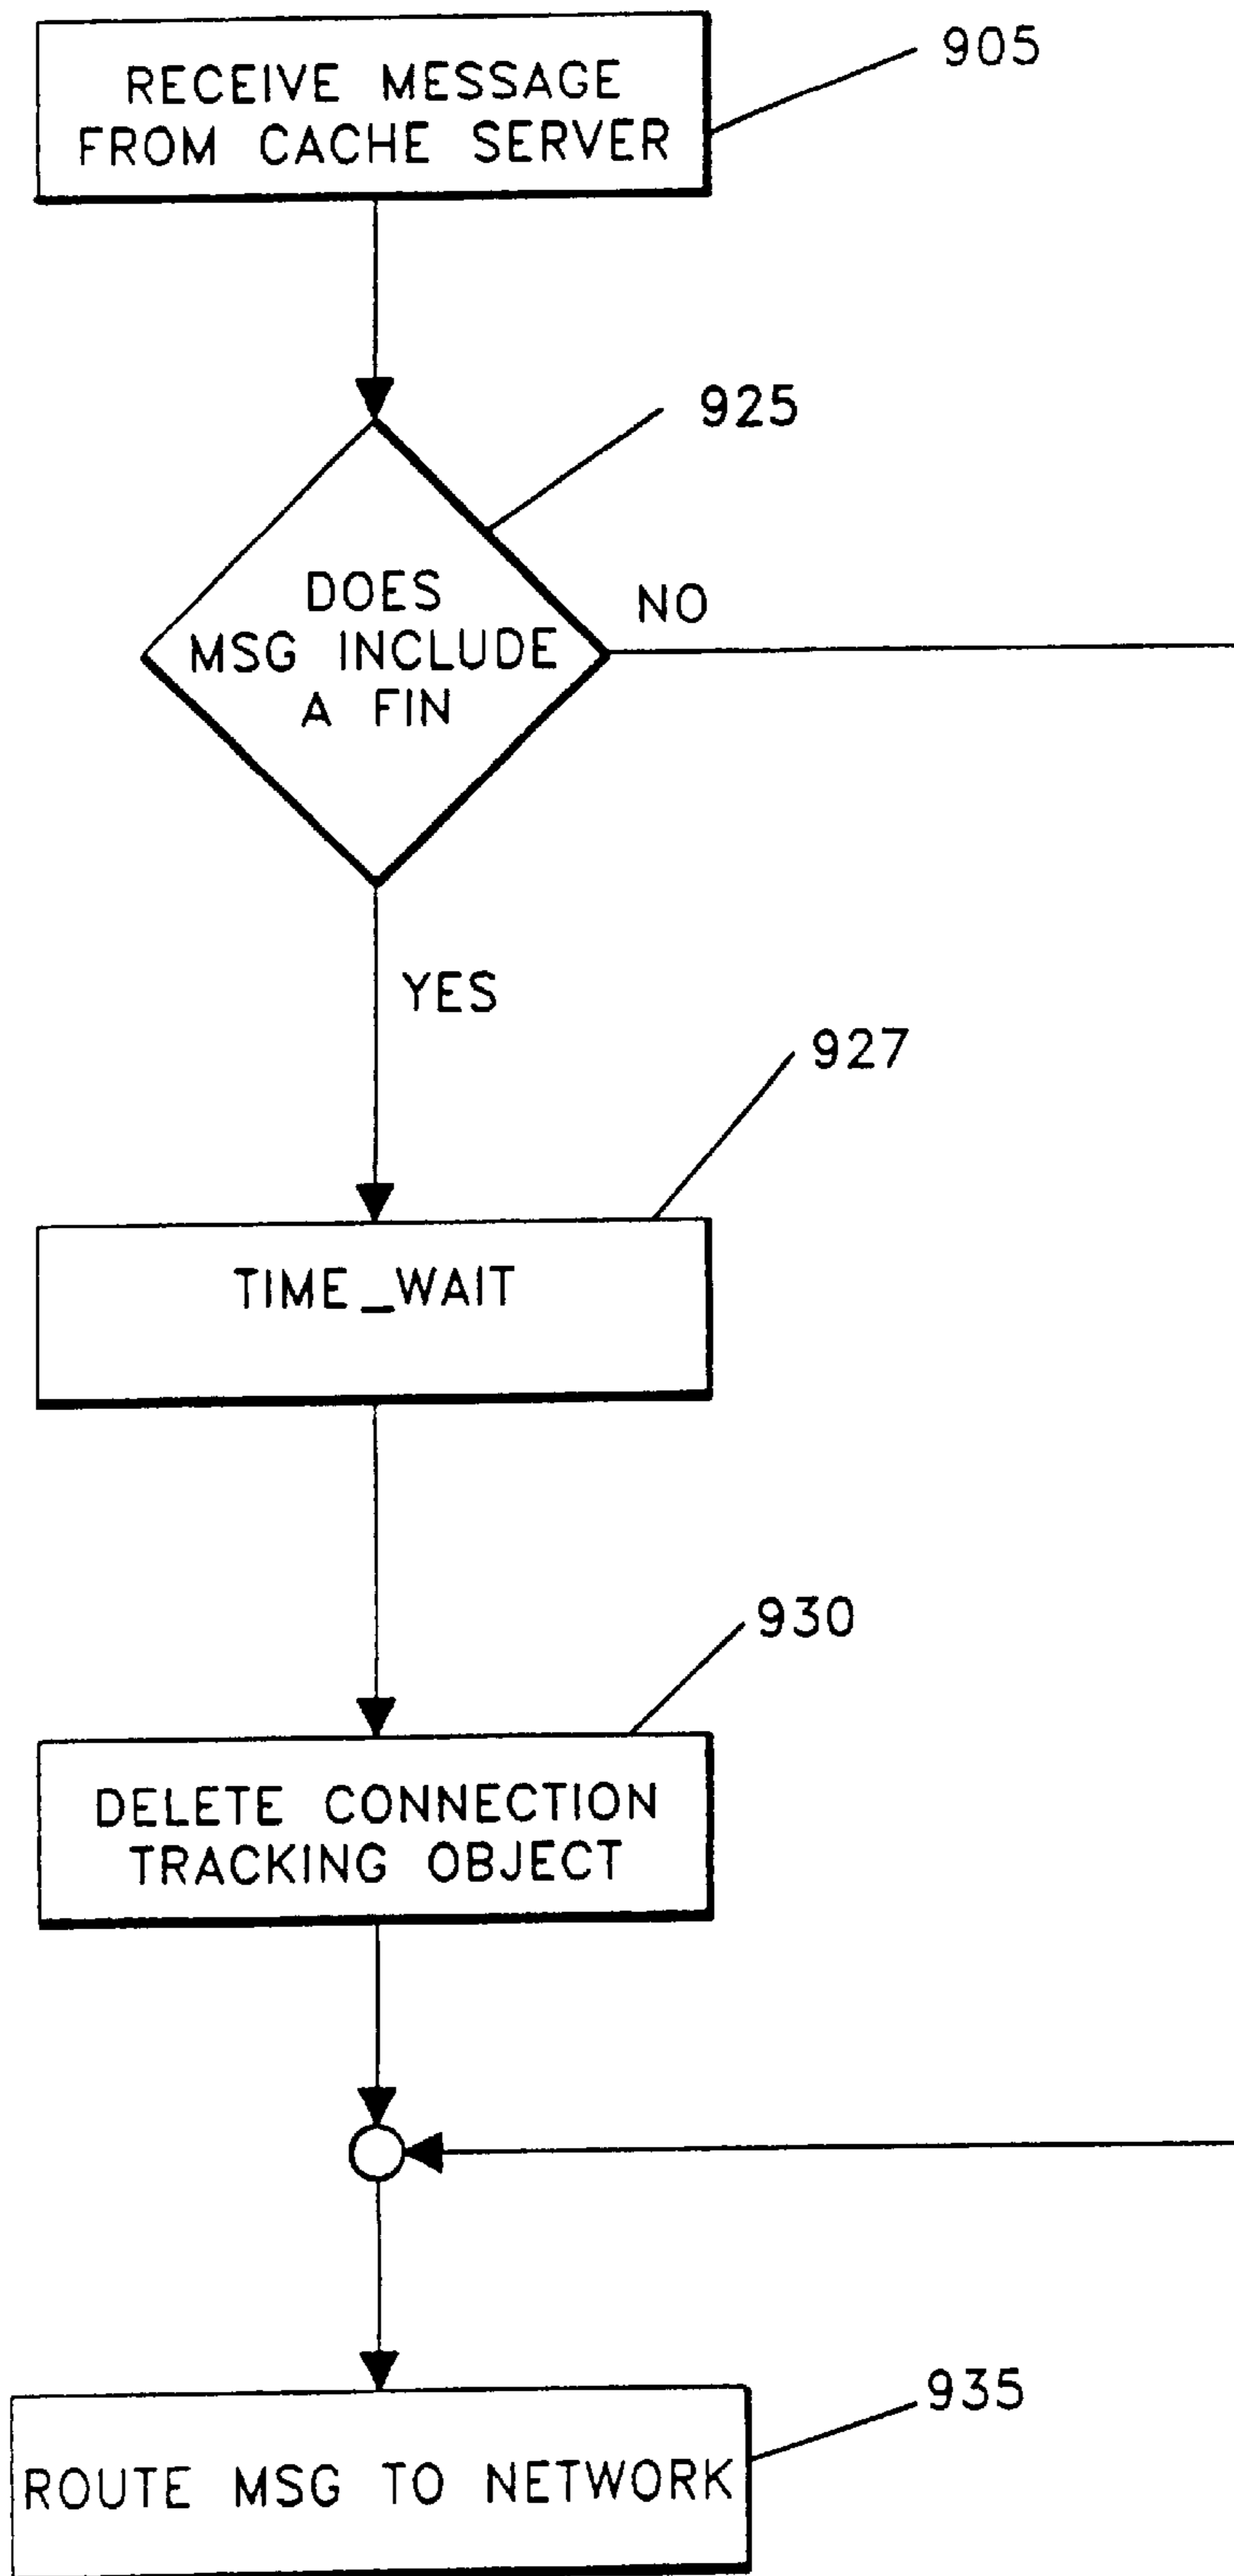 RECEIVE MESSAGE
FROM CACHE SERVER
905
925
DOES
MSG INCLUDE
A FIN
NO
YES
927
TIME_WAIT
930
DELETE CONNECTION
TRACKING OBJECT
935
ROUTE MSG TO NETWORK